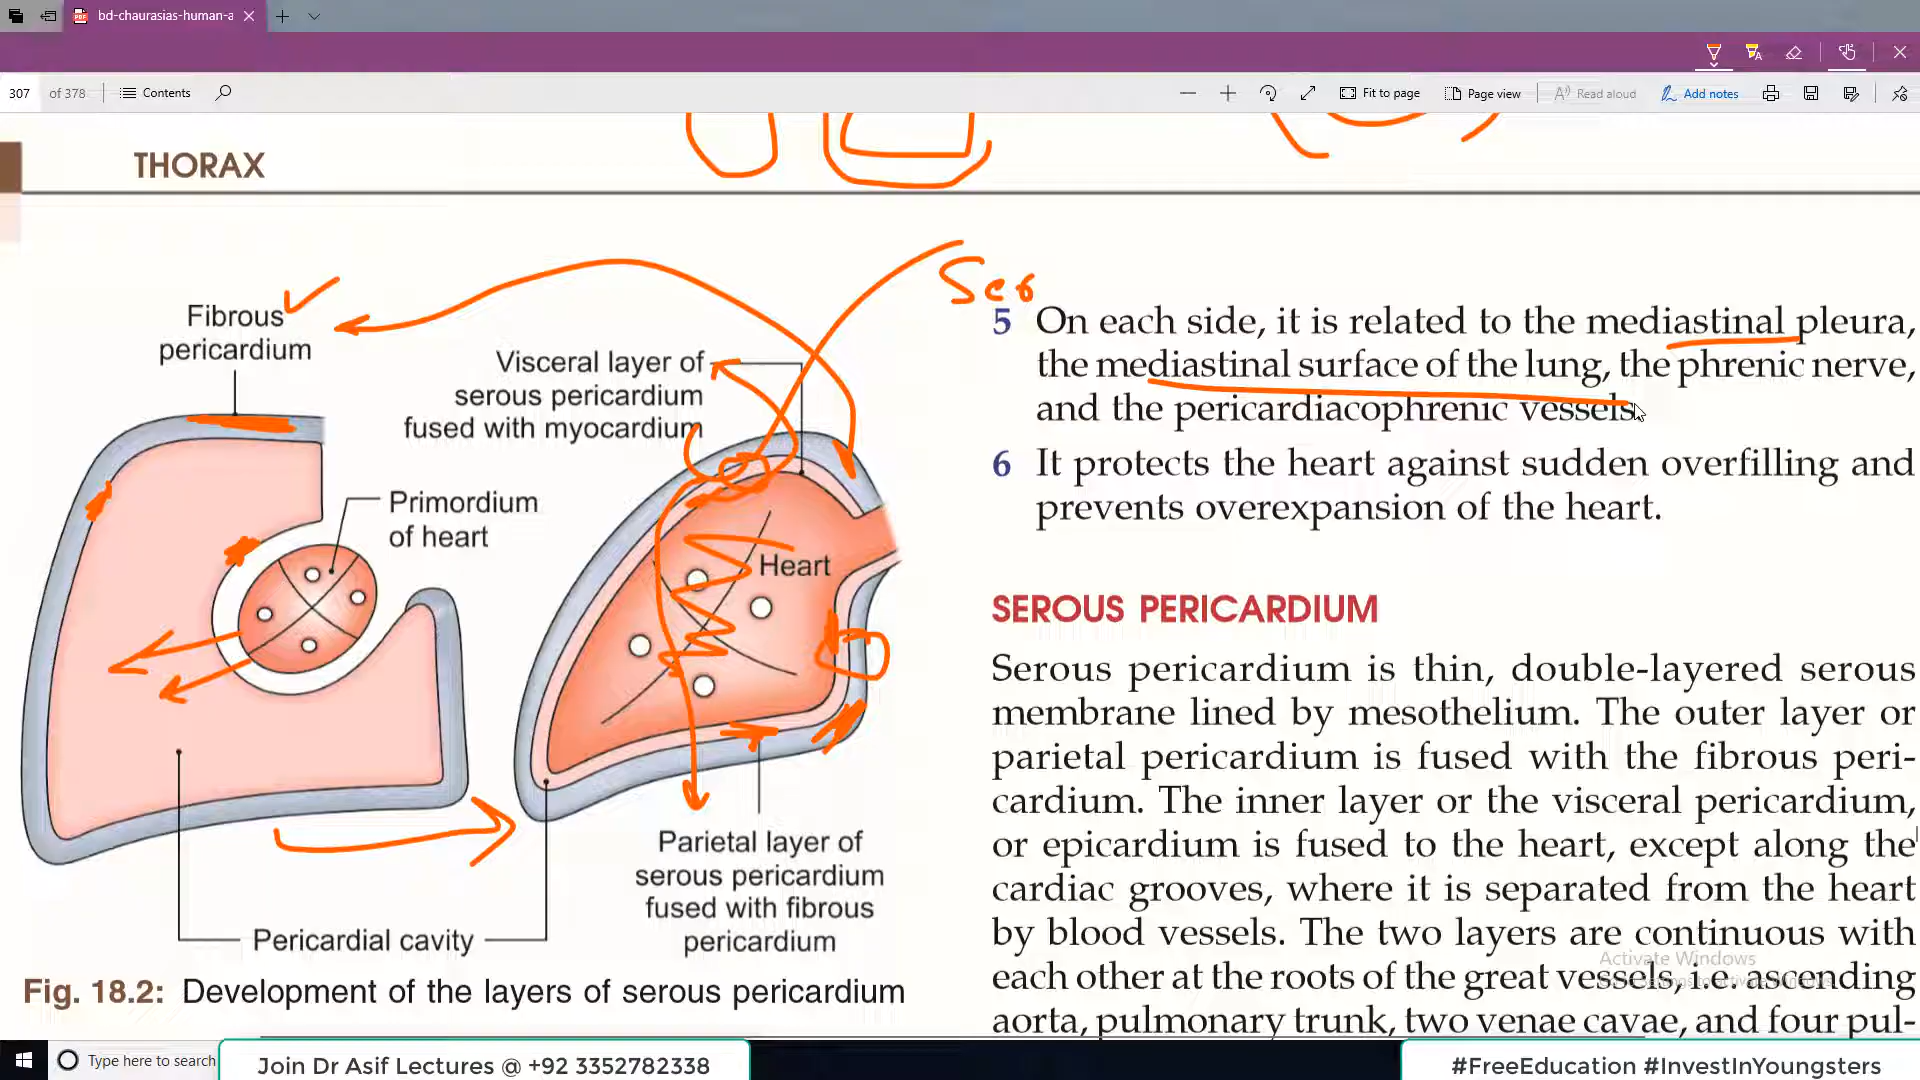 bd-chaurasias-human-a
307 of 378 Contents Fit to page Page view Read aloud Add notes
THORAX
Ser
Fibrous
pericardium
Visceral layer of
serous pericardium
fused with myocardium
Primordium
of heart
Heart
Parietal layer of
serous pericardium
fused with fibrous
pericardium
Pericardial cavity
Fig. 18.2: Development of the layers of serous pericardium
5 On each side, it is related to the mediastinal pleura,
the mediastinal surface of the lung, the phrenic nerve,
and the pericardiacophrenic vessels.
6 It protects the heart against sudden overfilling and
prevents overexpansion of the heart.
SEROUS PERICARDIUM
Serous pericardium is thin, double-layered serous
membrane lined by mesothelium. The outer layer or
parietal pericardium is fused with the fibrous peri-
cardium. The inner layer or the visceral pericardium,
or epicardium is fused to the heart, except along the
cardiac grooves, where it is separated from the heart
by blood vessels. The two layers are continuous with
each other at the roots of the great vessels, i.e. ascending
aorta, pulmonary trunk, two venae cavae, and four pul-
Activate Windows
Type here to search
Join Dr Asif Lectures @ +92 3352782338
#FreeEducation #InvestInYoungsters